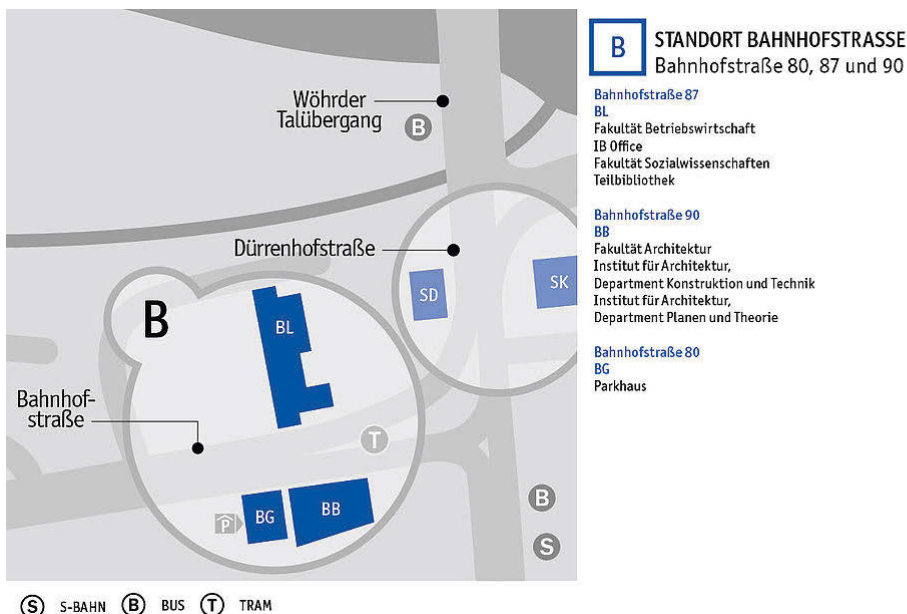 Wöhrder
Talübergang
B
Dürrenhofstraße
SD
SK
B
BL
Bahnhof-
straße
T
BG
BB
P
B
S
S S-BAHN B BUS T TRAM
B STANDORT BAHNHOFSTRASSE
Bahnhofstraße 80, 87 und 90
Bahnhofstraße 87
BL
Fakultät Betriebswirtschaft
IB Office
Fakultät Sozialwissenschaften
Teilbibliothek
Bahnhofstraße 90
BB
Fakultät Architektur
Institut für Architektur,
Department Konstruktion und Technik
Institut für Architektur,
Department Planen und Theorie
Bahnhofstraße 80
BG
Parkhaus